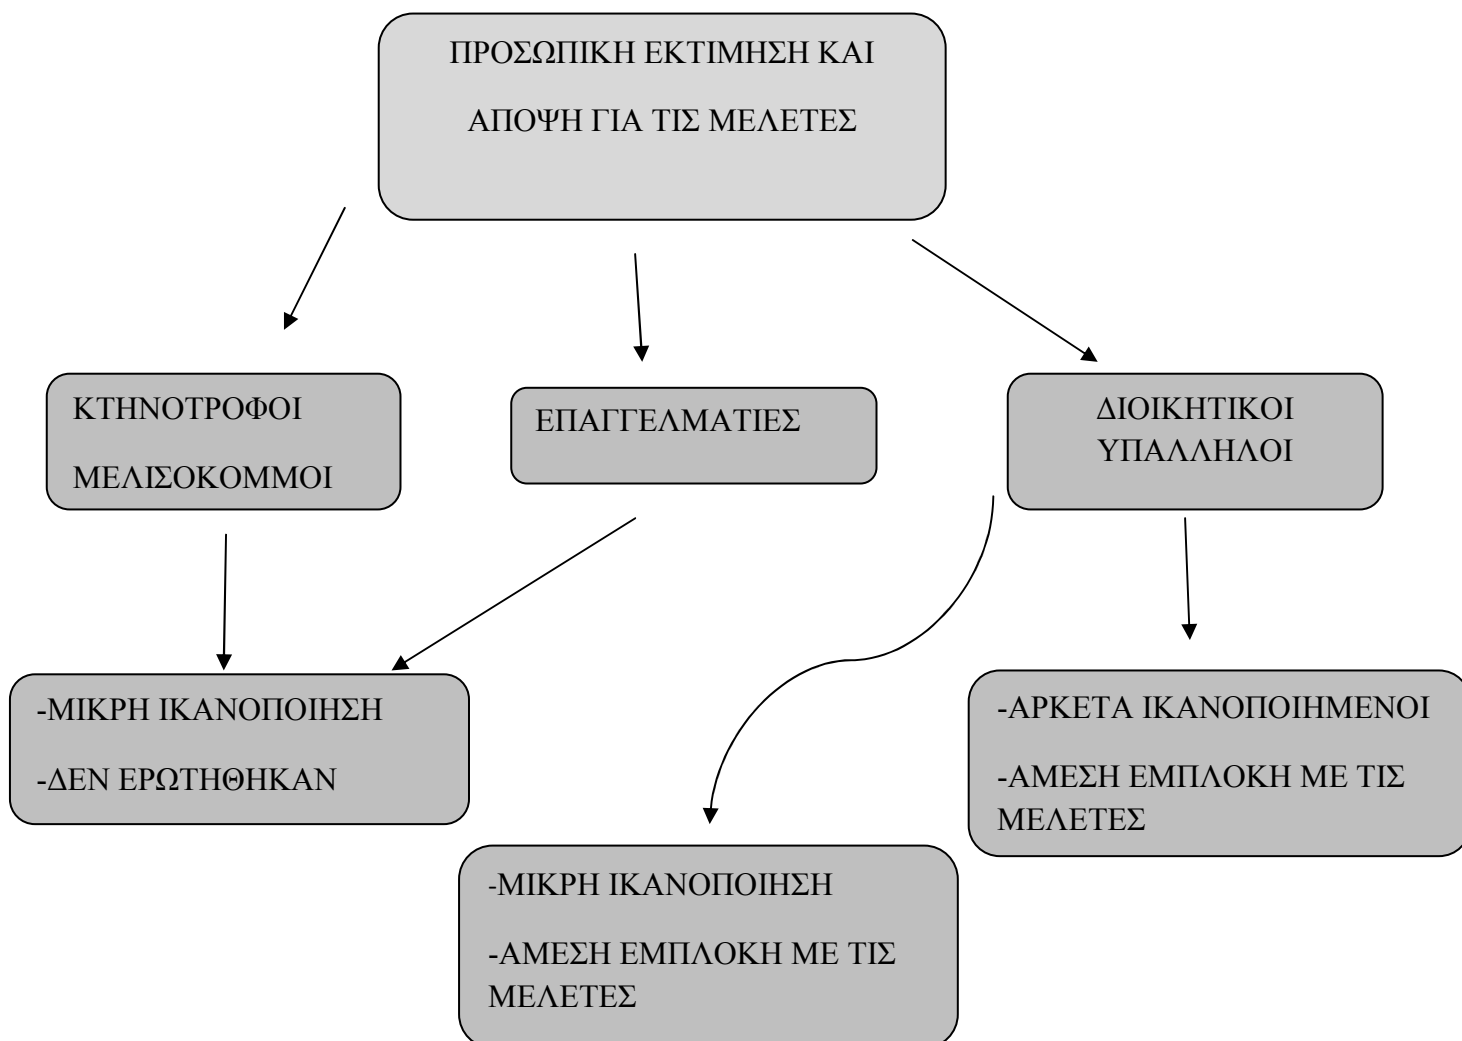 ΠΡΟΣΩΠΙΚΗ ΕΚΤΙΜΗΣΗ ΚΑΙ
ΑΠΟΨΗ ΓΙΑ ΤΙΣ ΜΕΛΕΤΕΣ
ΚΤΗΝΟΤΡΟΦΟΙ
ΜΕΛΙΣΟΚΟΜΜΟΙ
ΕΠΑΓΓΕΛΜΑΤΙΕΣ
ΔΙΟΙΚΗΤΙΚΟΙ
ΥΠΑΛΛΗΛΟΙ
-ΜΙΚΡΗ ΙΚΑΝΟΠΟΙΗΣΗ
-ΔΕΝ ΕΡΩΤΗΘΗΚΑΝ
-ΑΡΚΕΤΑ ΙΚΑΝΟΠΟΙΗΜΕΝΟΙ
-ΑΜΕΣΗ ΕΜΠΛΟΚΗ ΜΕ ΤΙΣ
ΜΕΛΕΤΕΣ
-ΜΙΚΡΗ ΙΚΑΝΟΠΟΙΗΣΗ
-ΑΜΕΣΗ ΕΜΠΛΟΚΗ ΜΕ ΤΙΣ
ΜΕΛΕΤΕΣ